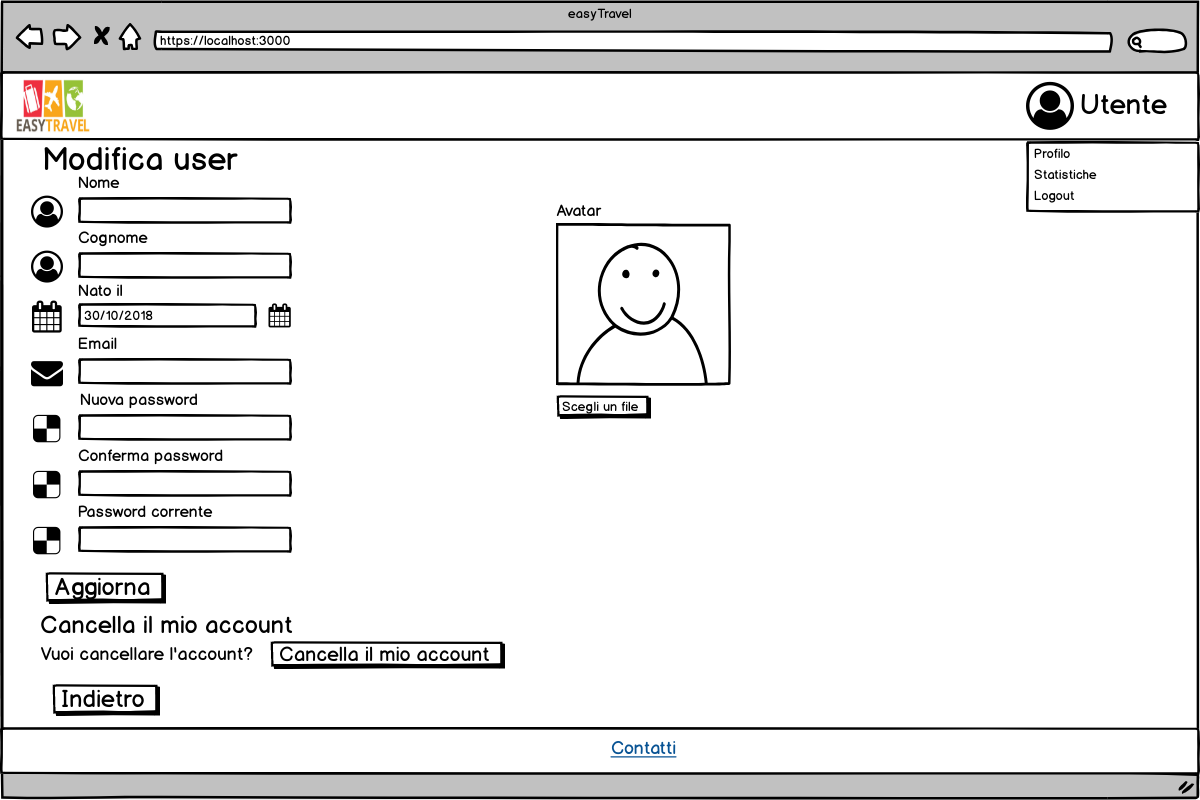 easyTravel
https://localhost:3000
EASYTRAVEL
Utente
Profilo
Statistiche
Logout
Modifica user
Nome
Cognome
Nato il
30/10/2018
Email
Nuova password
Conferma password
Password corrente
Avatar
Scegli un file
Aggiorna
Cancella il mio account
Vuoi cancellare l'account? Cancella il mio account
Indietro
Contatti